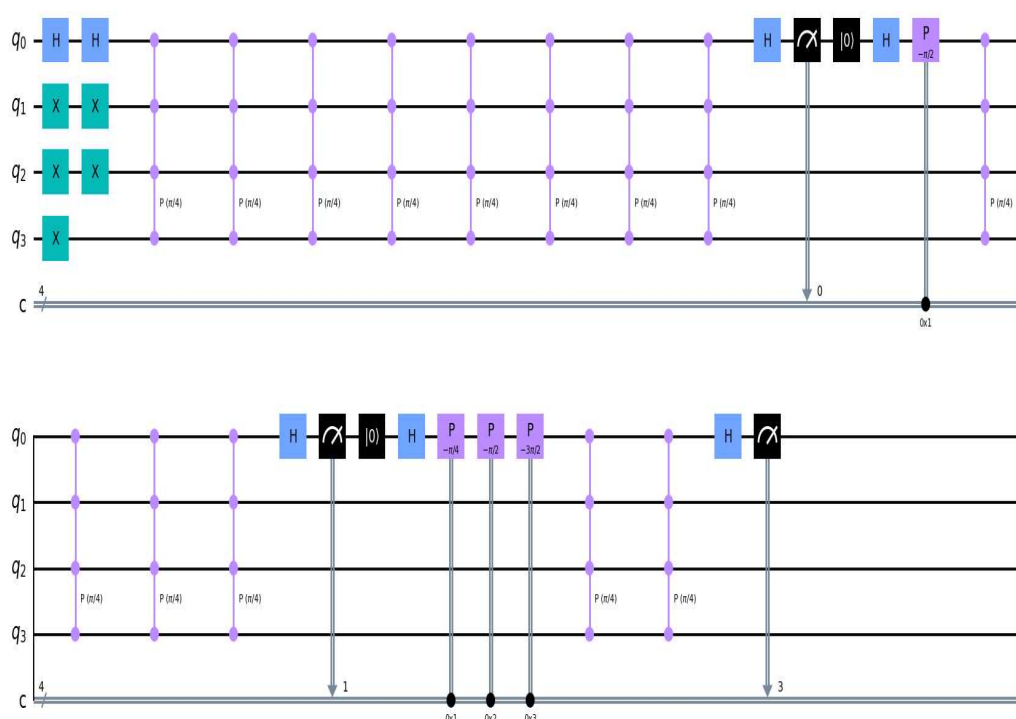 q0 H H H |0⟩ H P
−π/2
q1 X X
q2 X X
P (π/4) P (π/4) P (π/4) P (π/4) P (π/4) P (π/4) P (π/4) P (π/4) P (π/4)
q3 X
4 0
c
0x1
q0 H |0⟩ H P P P H
−π/4 −π/2 −3π/2
q1
q2
P (π/4) P (π/4) P (π/4) P (π/4) P (π/4)
q3
4 1 3
c
0x1 0x2 0x3